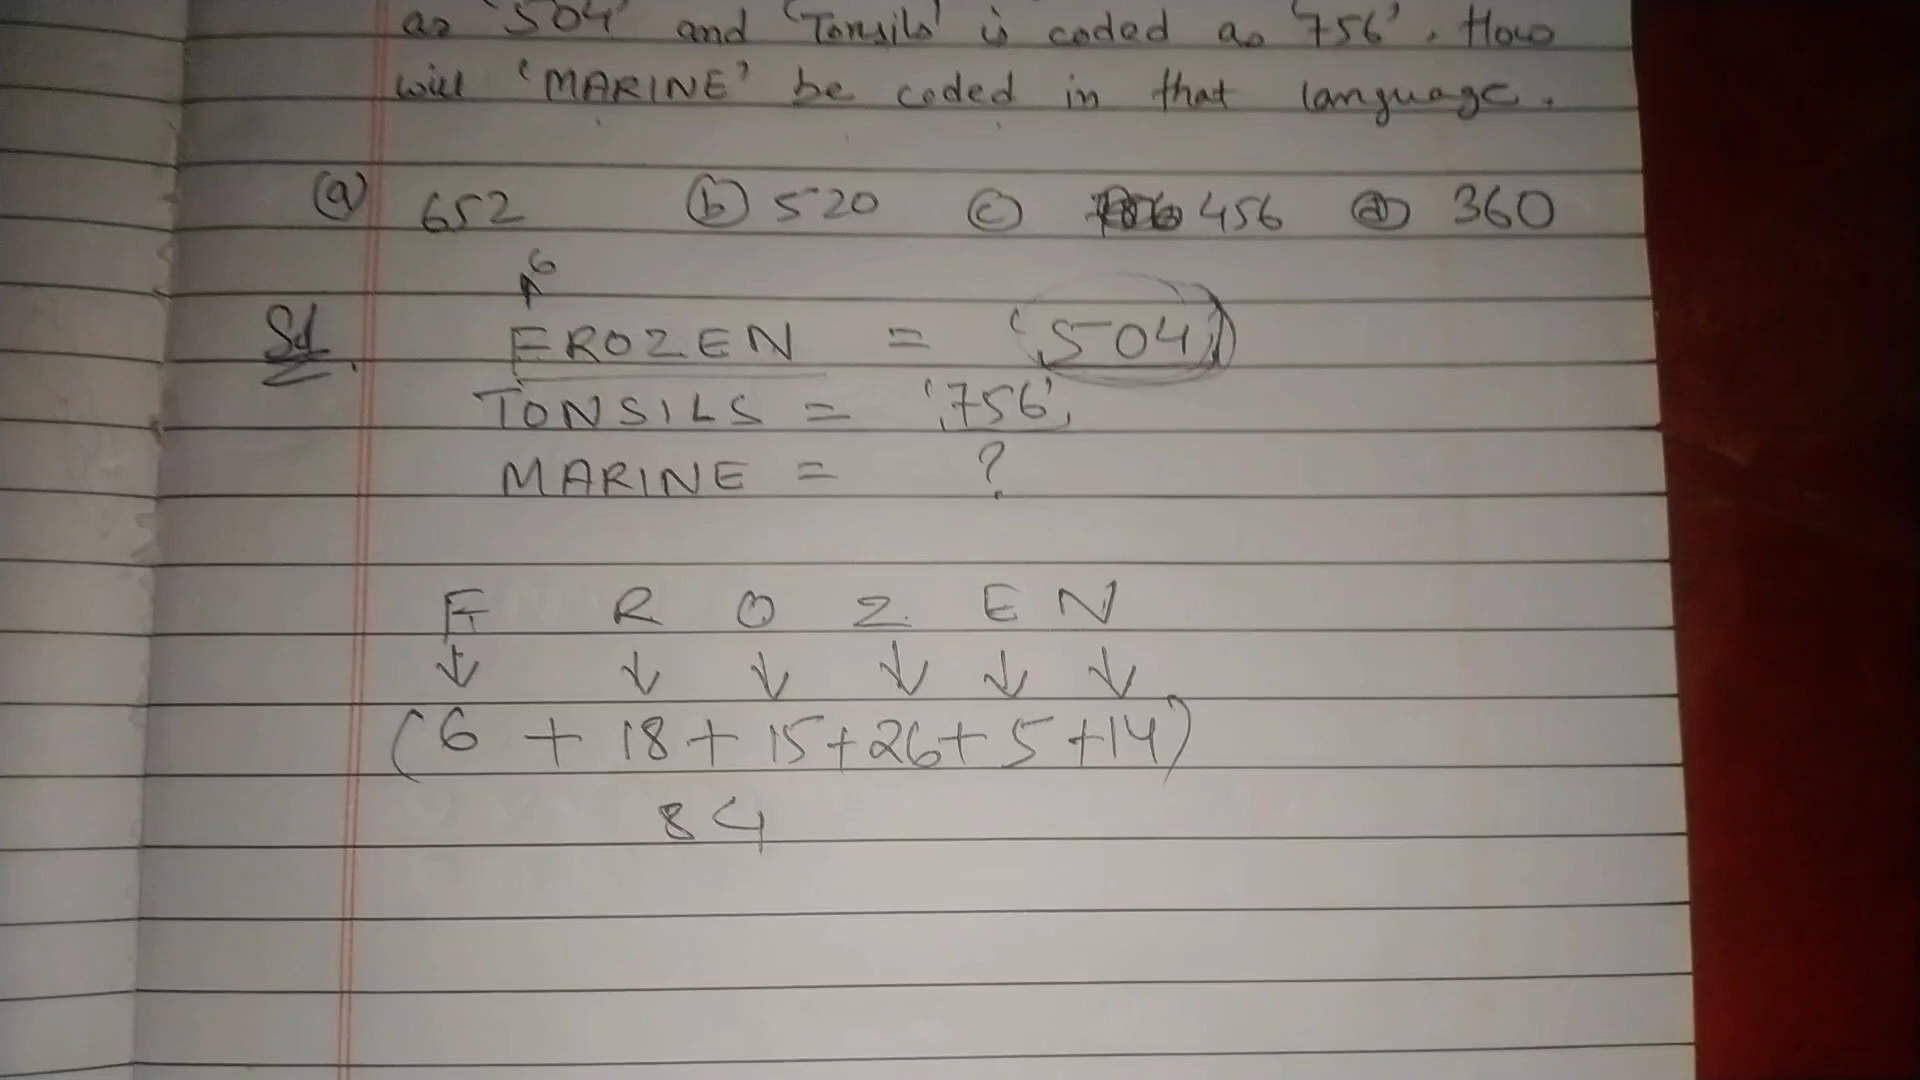 as '504' and 'Tonsils' is coded as '756'. How
will 'MARINE' be coded in that language.
(a) 652 (b) 520 (c) 456 (d) 360
6
Sol. FROZEN = '504'
TONSILS = '756'
MARINE = ?
F R O Z E N
(6 + 18 + 15 + 26 + 5 + 14)
84